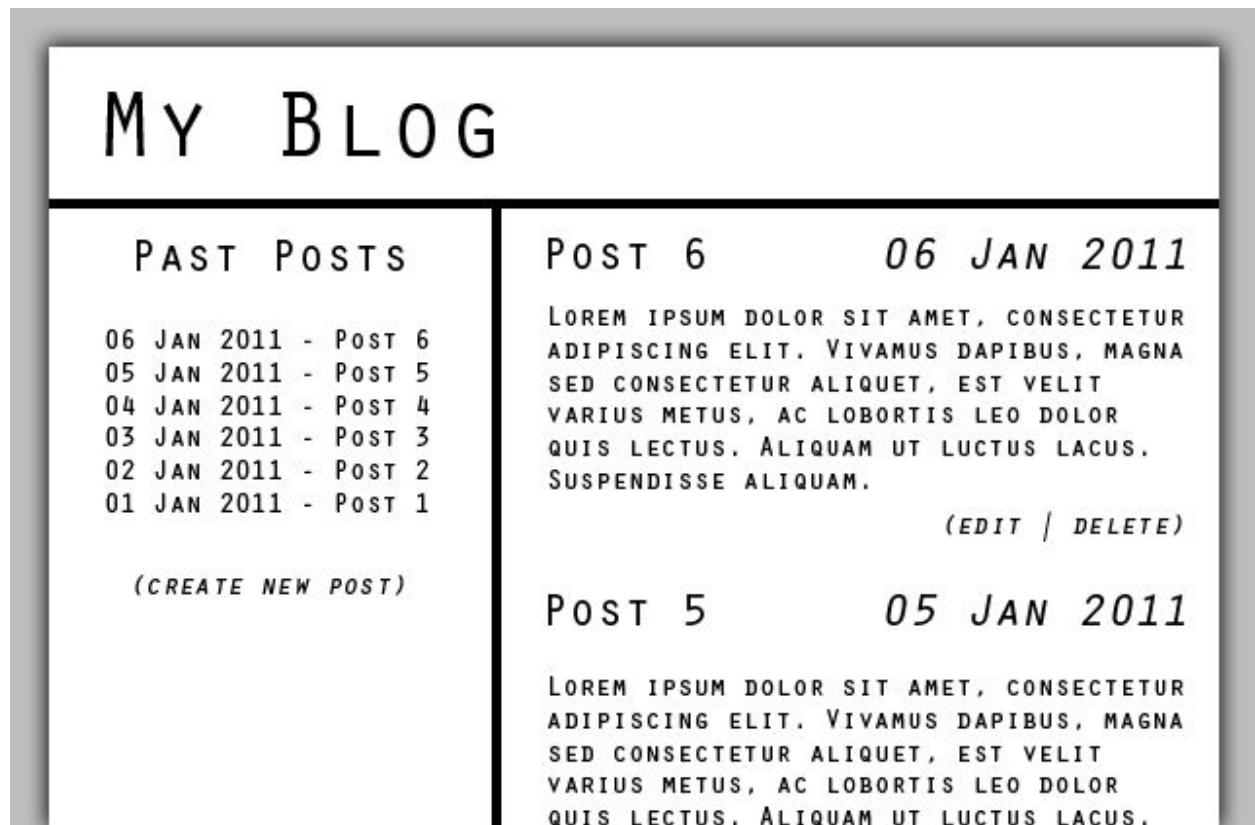 My Blog
Past Posts
06 Jan 2011 - Post 6
05 Jan 2011 - Post 5
04 Jan 2011 - Post 4
03 Jan 2011 - Post 3
02 Jan 2011 - Post 2
01 Jan 2011 - Post 1
(create new post)
Post 6 06 Jan 2011
Lorem ipsum dolor sit amet, consectetur
adipiscing elit. Vivamus dapibus, magna
sed consectetur aliquet, est velit
varius metus, ac lobortis leo dolor
quis lectus. Aliquam ut luctus lacus.
Suspendisse aliquam.
(edit | delete)
Post 5 05 Jan 2011
Lorem ipsum dolor sit amet, consectetur
adipiscing elit. Vivamus dapibus, magna
sed consectetur aliquet, est velit
varius metus, ac lobortis leo dolor
quis lectus. Aliquam ut luctus lacus.